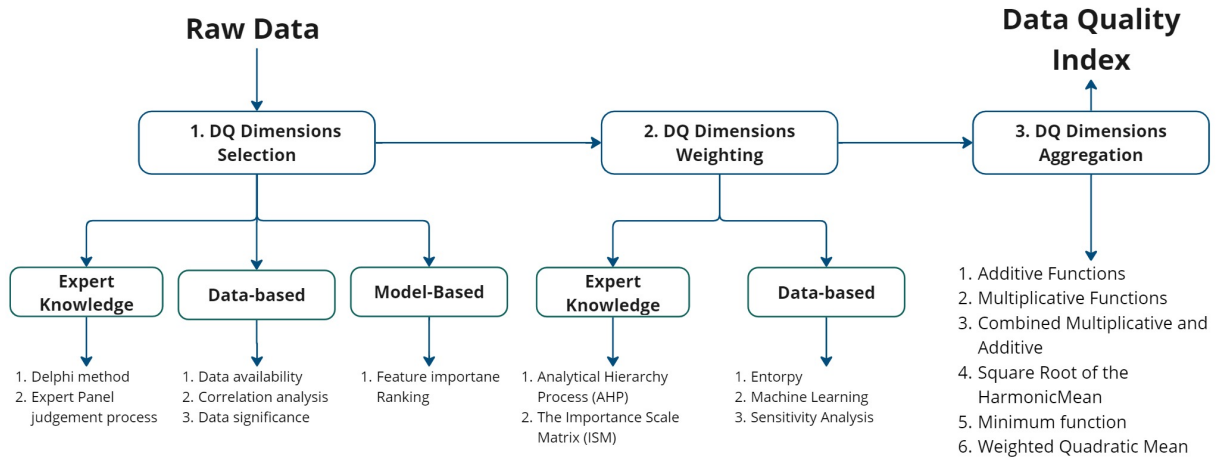 Raw Data
Data Quality
Index
1. DQ Dimensions
Selection
2. DQ Dimensions
Weighting
3. DQ Dimensions
Aggregation
Expert
Knowledge
Data-based
Model-Based
Expert
Knowledge
Data-based
1. Delphi method
2. Expert Panel
judgement process
1. Data availability
2. Correlation analysis
3. Data significance
1. Feature importane
Ranking
1. Analytical Hierarchy
Process (AHP)
2. The Importance Scale
Matrix (ISM)
1. Entorpy
2. Machine Learning
3. Sensitivity Analysis
1. Additive Functions
2. Multiplicative Functions
3. Combined Multiplicative and
Additive
4. Square Root of the
HarmonicMean
5. Minimum function
6. Weighted Quadratic Mean